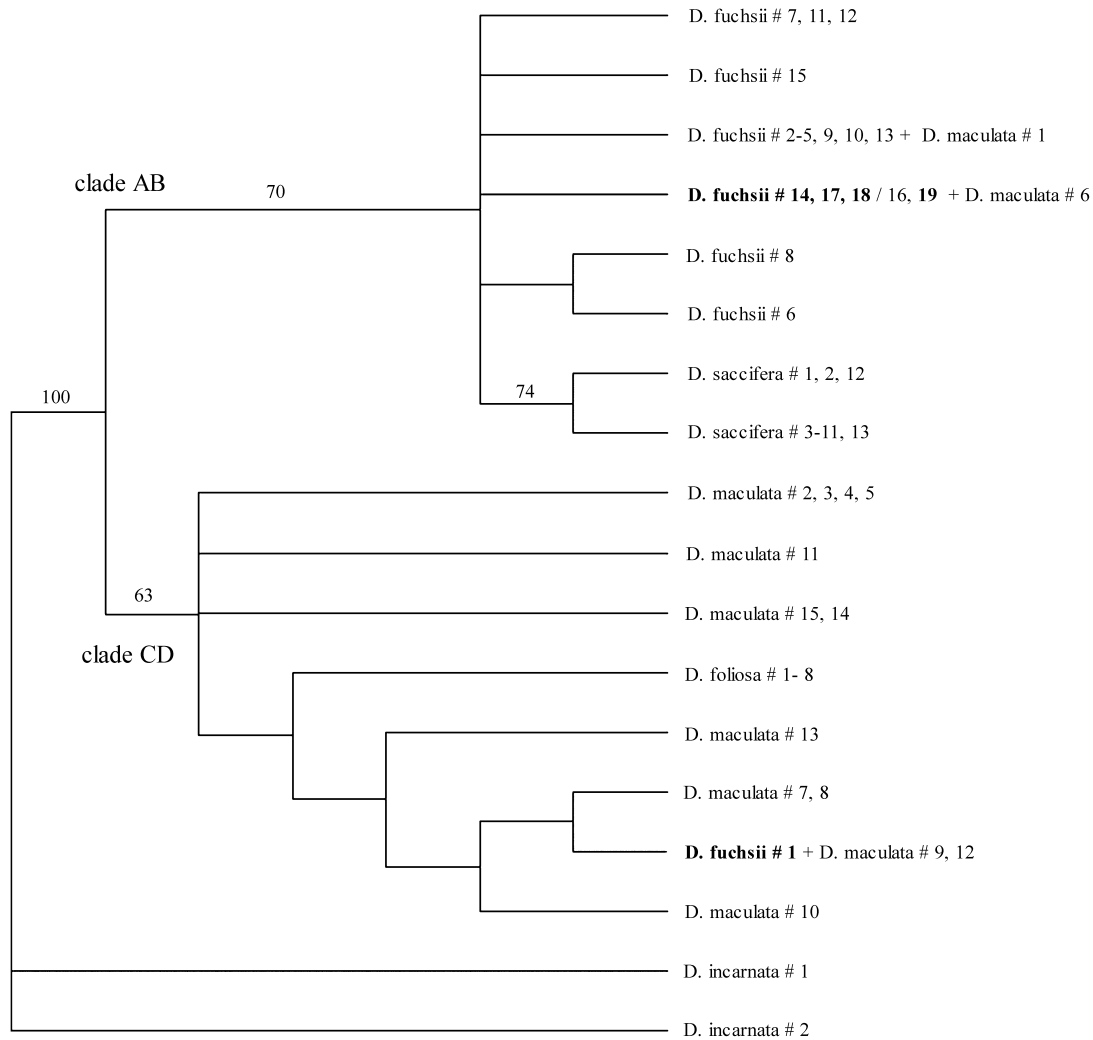 D. fuchsii # 7, 11, 12
D. fuchsii # 15
D. fuchsii # 2-5, 9, 10, 13 + D. maculata # 1
clade AB
70
D. fuchsii # 14, 17, 18 / 16, 19 + D. maculata # 6
D. fuchsii # 8
D. fuchsii # 6
D. saccifera # 1, 2, 12
74
100
D. saccifera # 3-11, 13
D. maculata # 2, 3, 4, 5
D. maculata # 11
63
D. maculata # 15, 14
clade CD
D. foliosa # 1- 8
D. maculata # 13
D. maculata # 7, 8
D. fuchsii # 1 + D. maculata # 9, 12
D. maculata # 10
D. incarnata # 1
D. incarnata # 2